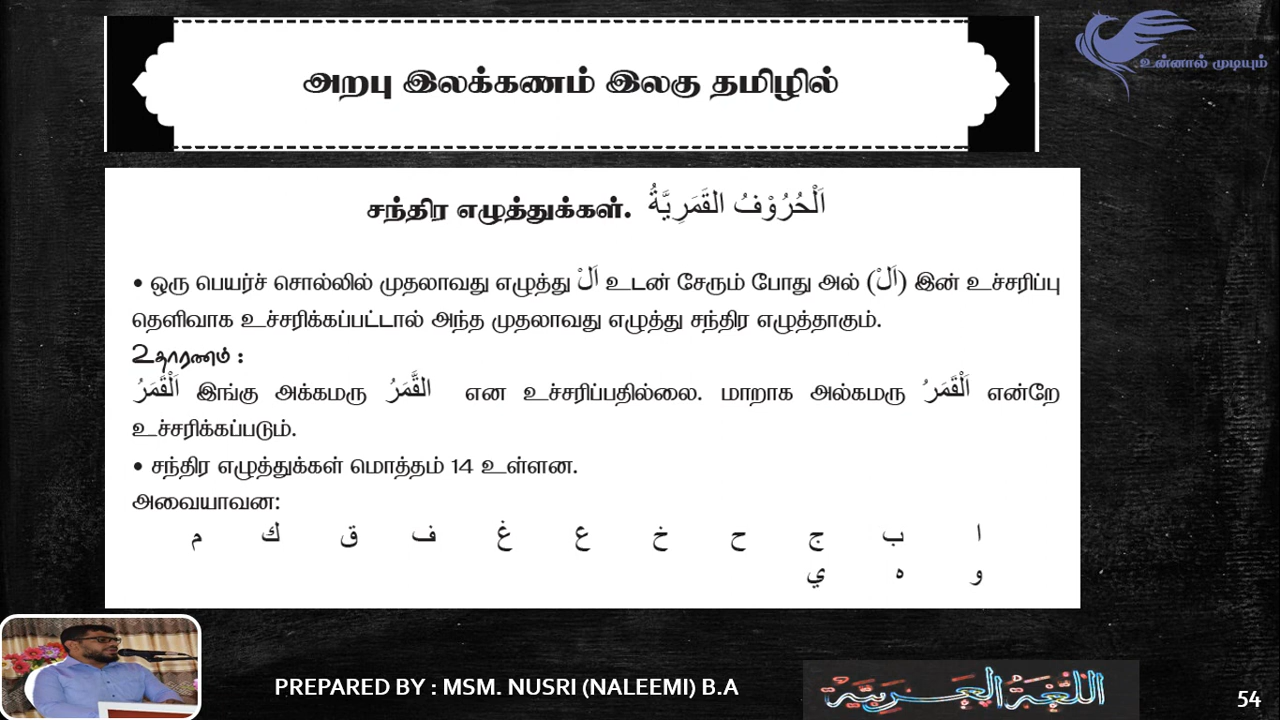 உன்னால் முடியும்
அறபு இலக்கணம் இலகு தமிழில்
சந்திர எழுத்துக்கள். اَلْحُرُوْفُ القَمَرِيَّةُ
• ஒரு பெயர்ச் சொல்லில் முதலாவது எழுத்து اَلْ உடன் சேரும் போது அல் (اَلْ) இன் உச்சரிப்பு
தெளிவாக உச்சரிக்கப்பட்டால் அந்த முதலாவது எழுத்து சந்திர எழுத்தாகும்.
உதாரணம் :
اَلْقَمَرُ இங்கு அக்கமரு القَّمَرُ என உச்சரிப்பதில்லை. மாறாக அல்கமரு اَلْقَمَرُ என்றே
உச்சரிக்கப்படும்.
• சந்திர எழுத்துக்கள் மொத்தம் 14 உள்ளன.
அவையாவன:
ا ب ج ح خ ع غ ف ق ك م
و ه ي
PREPARED BY : MSM. NUSRI (NALEEMI) B.A
اللُّغَةُ الْعَرَبِيَّةُ
54